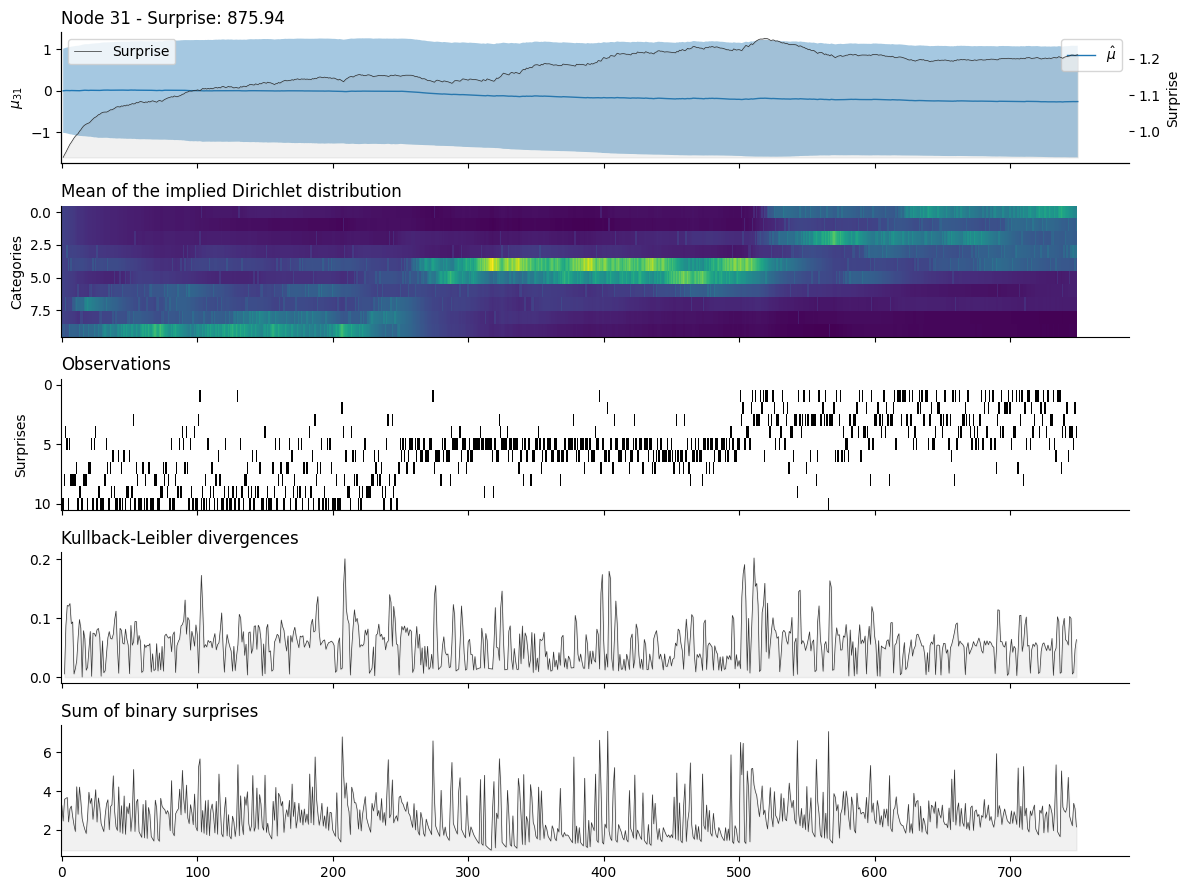 Node 31 - Surprise: 875.94
Surprise
μ̂
1
0
−1
μ31
1.2
1.1
1.0
Surprise
Mean of the implied Dirichlet distribution
0.0
2.5
5.0
7.5
Categories
Observations
0
5
10
Surprises
Kullback-Leibler divergences
0.2
0.1
0.0
Sum of binary surprises
6
4
2
0 100 200 300 400 500 600 700